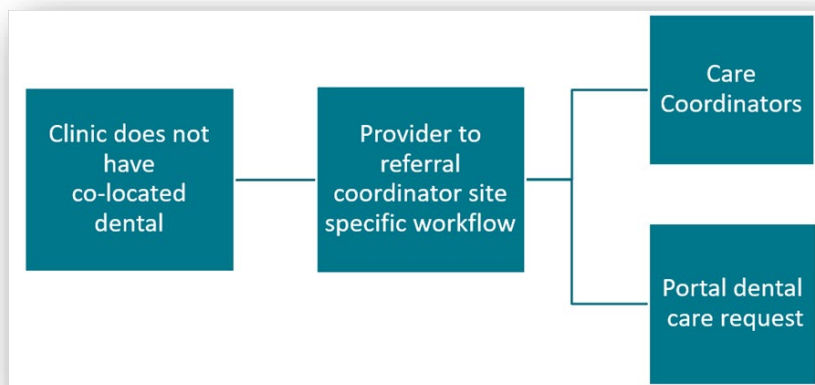 Clinic does not
have
co-located
dental
Provider to
referral
coordinator site
specific workflow
Care
Coordinators
Portal dental
care request